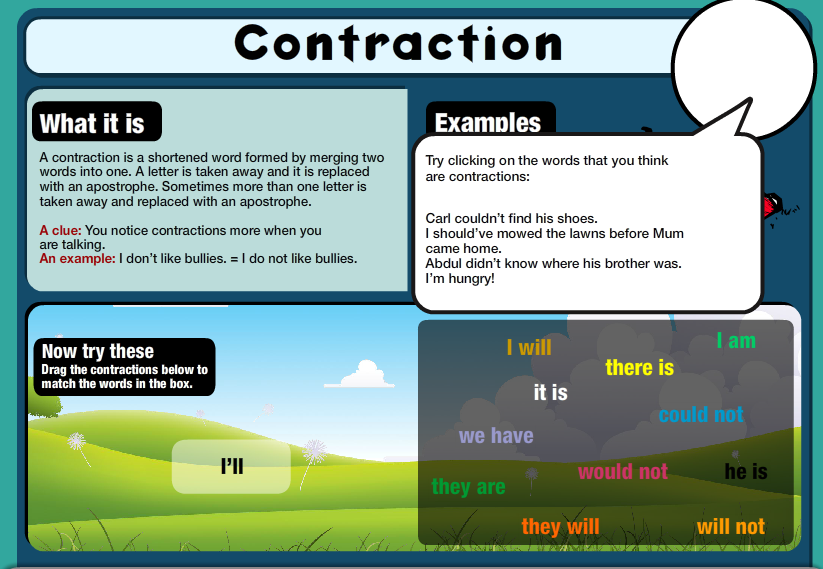 Contraction
What it is
A contraction is a shortened word formed by merging two
words into one. A letter is taken away and it is replaced
with an apostrophe. Sometimes more than one letter is
taken away and replaced with an apostrophe.
A clue: You notice contractions more when you
are talking.
An example: I don’t like bullies. = I do not like bullies.
Examples
Try clicking on the words that you think
are contractions:
Carl couldn’t find his shoes.
I should’ve mowed the lawns before Mum
came home.
Abdul didn’t know where his brother was.
I’m hungry!
Now try these
Drag the contractions below to
match the words in the box.
I’ll
I will
I am
there is
it is
could not
we have
would not
he is
they are
they will
will not